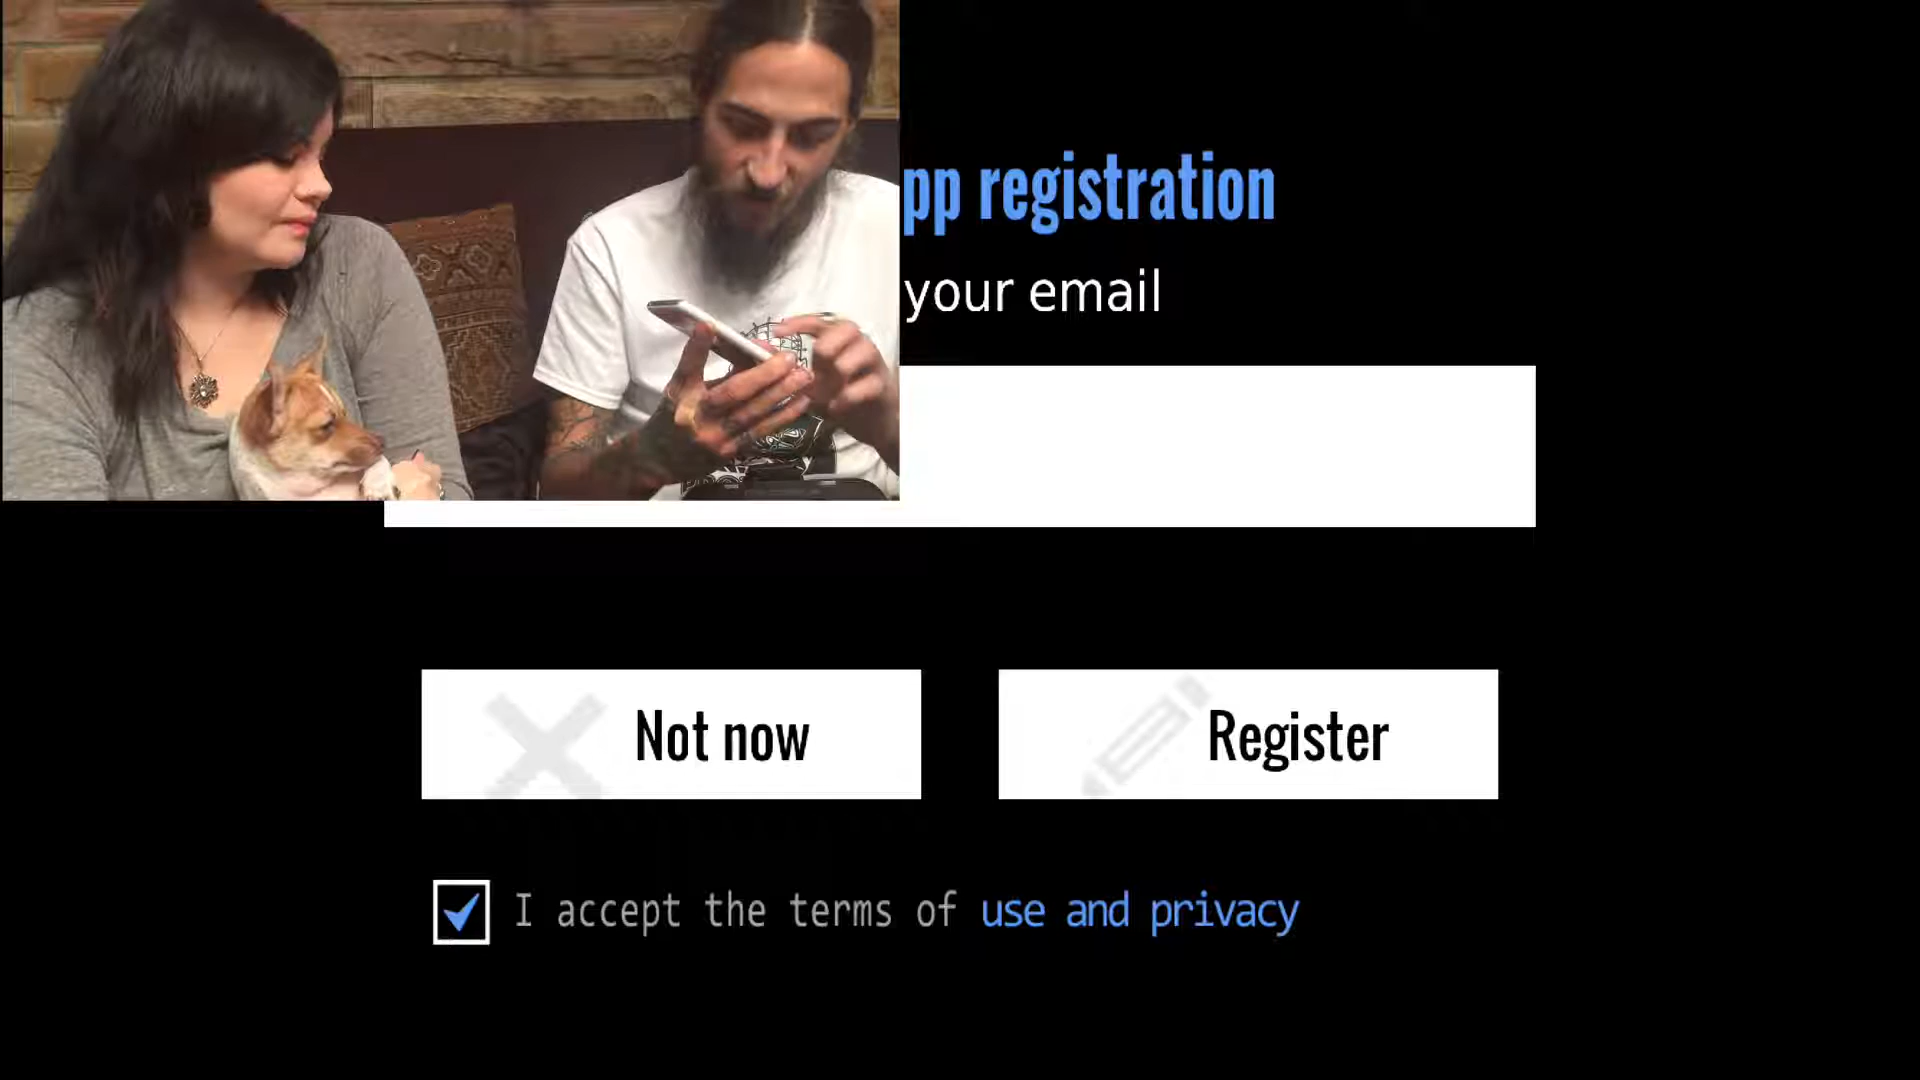 pp registration
your email
Not now
Register
I accept the terms of use and privacy